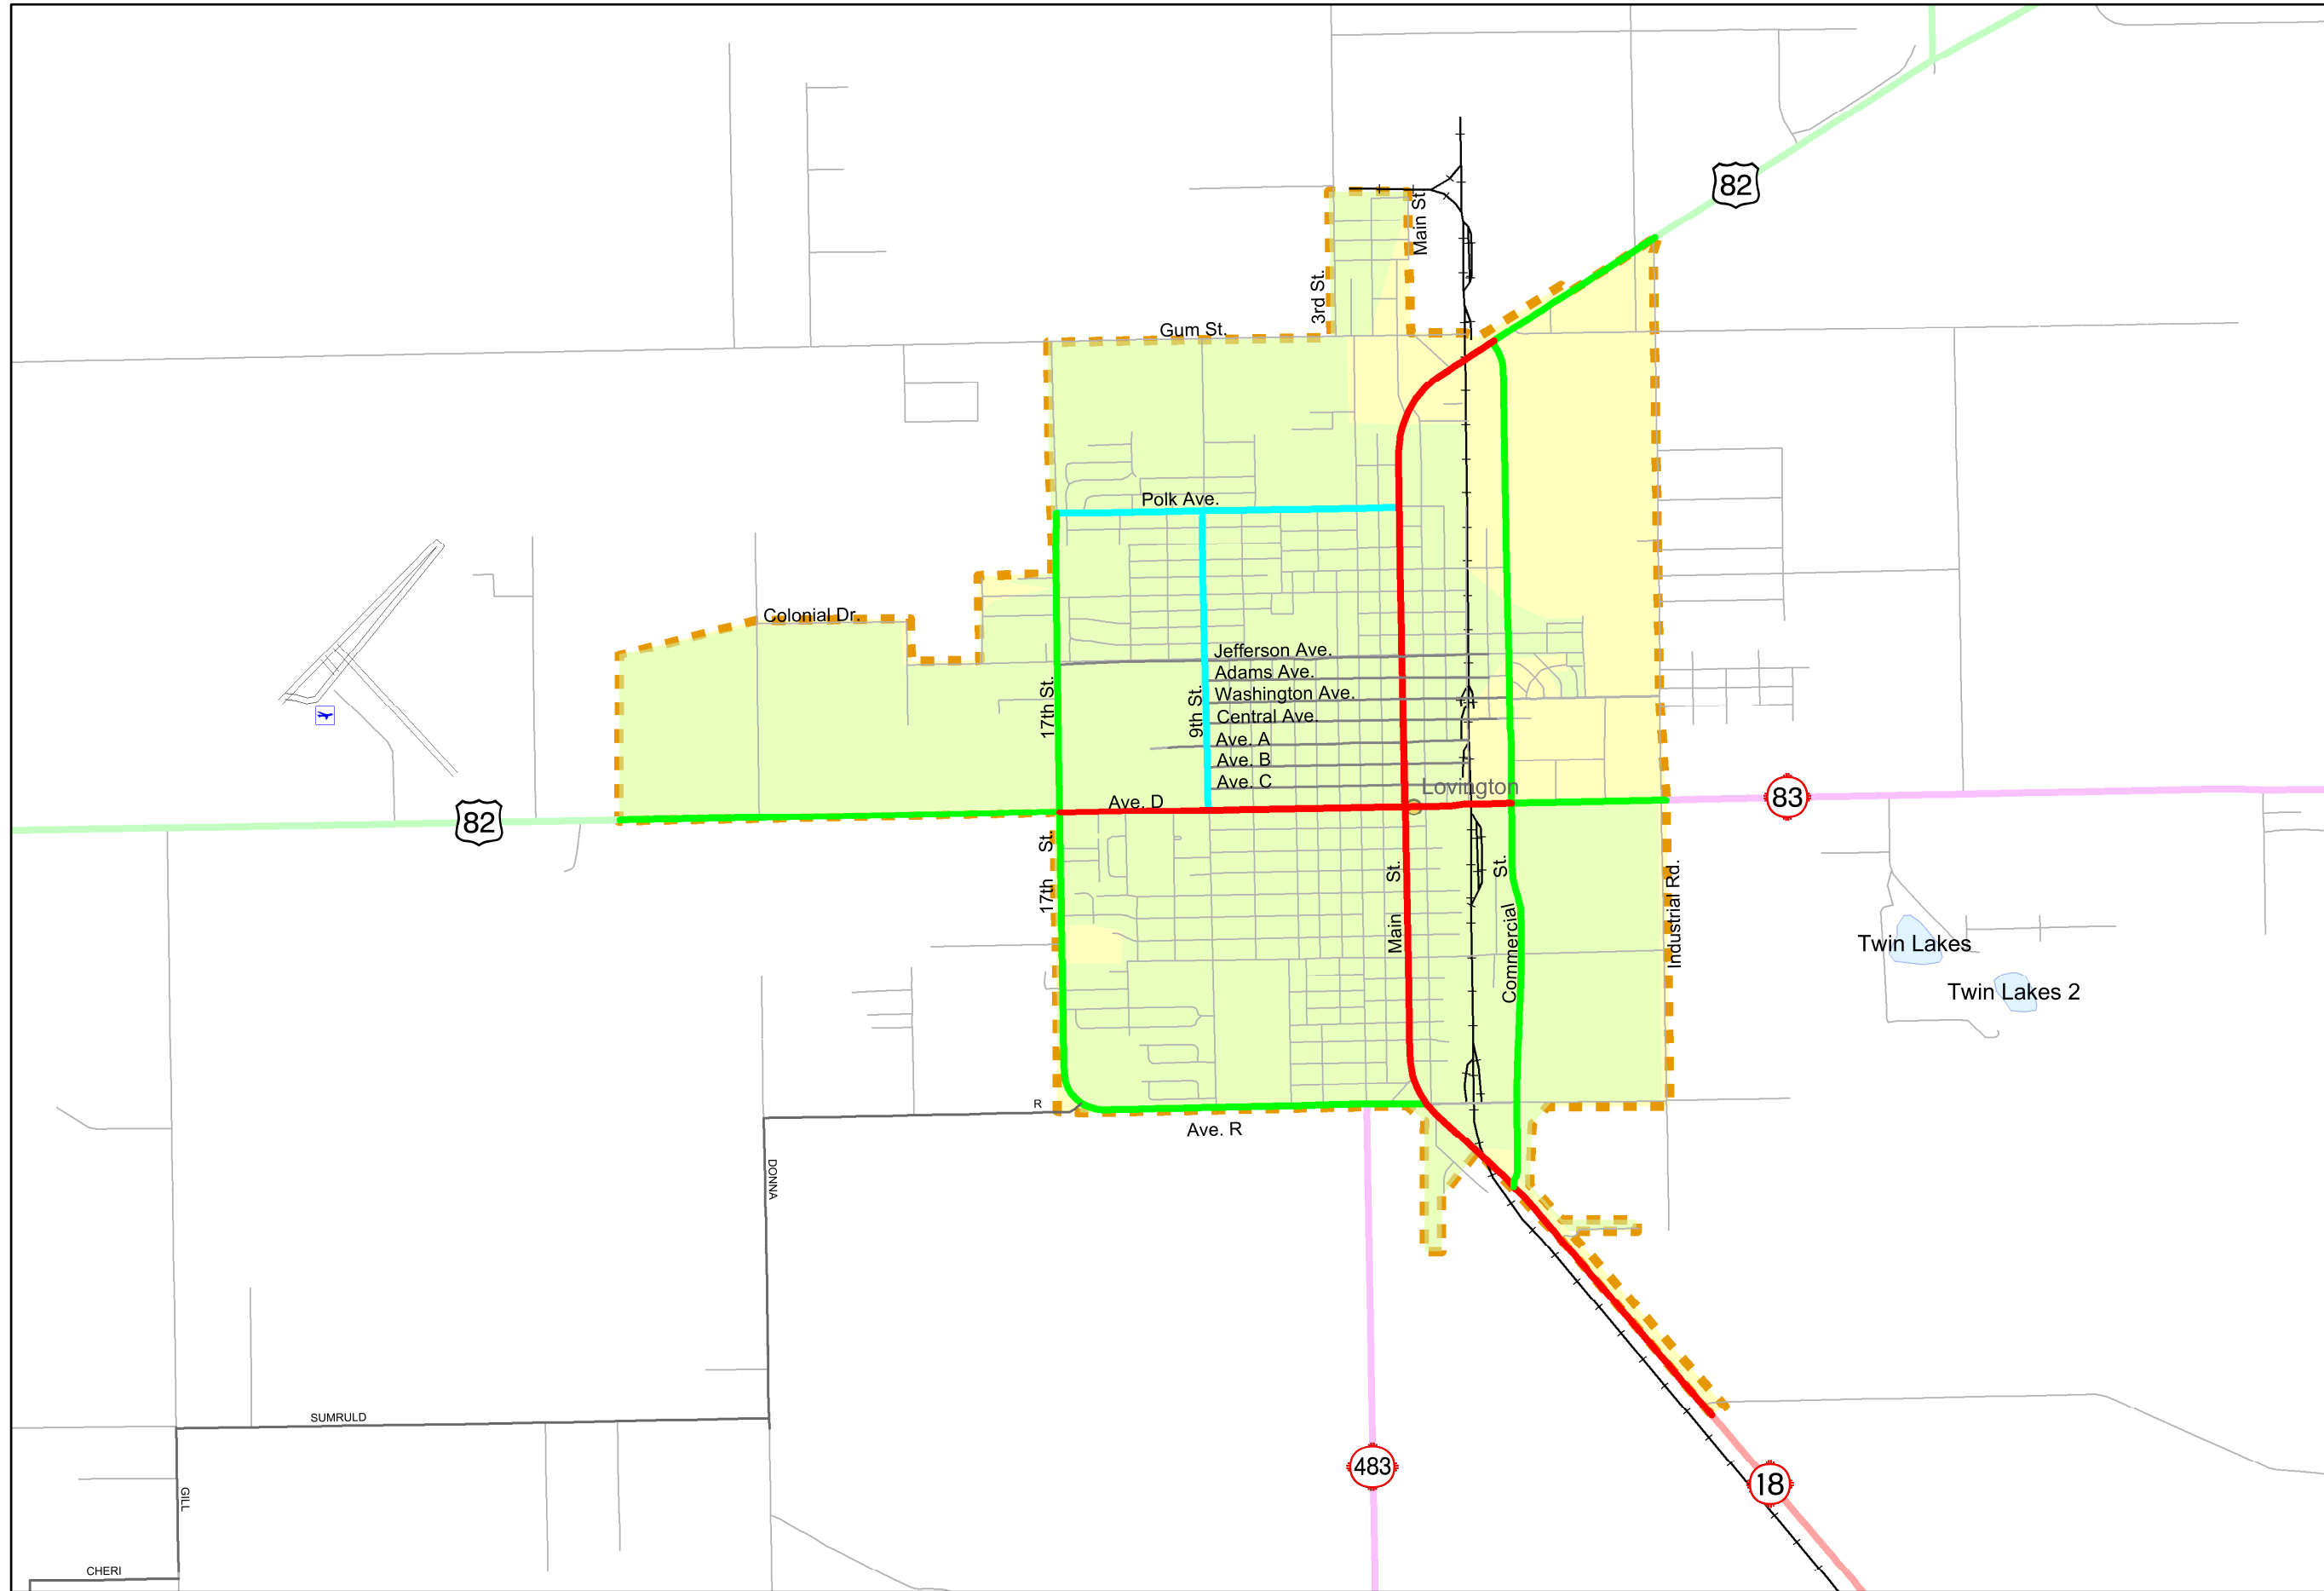 82
Main St.
3rd St.
Gum St.
Polk Ave.
Colonial Dr.
Jefferson Ave.
Adams Ave.
17th St.
9th St.
Washington Ave.
Central Ave.
Ave. A
Ave. B
Ave. C
Lovington
Ave. D
83
82
17th St.
Main St.
Commercial St.
Industrial Rd.
Twin Lakes
Twin Lakes 2
R
Ave. R
DONNA
SUMRULD
483
18
GILL
CHERI